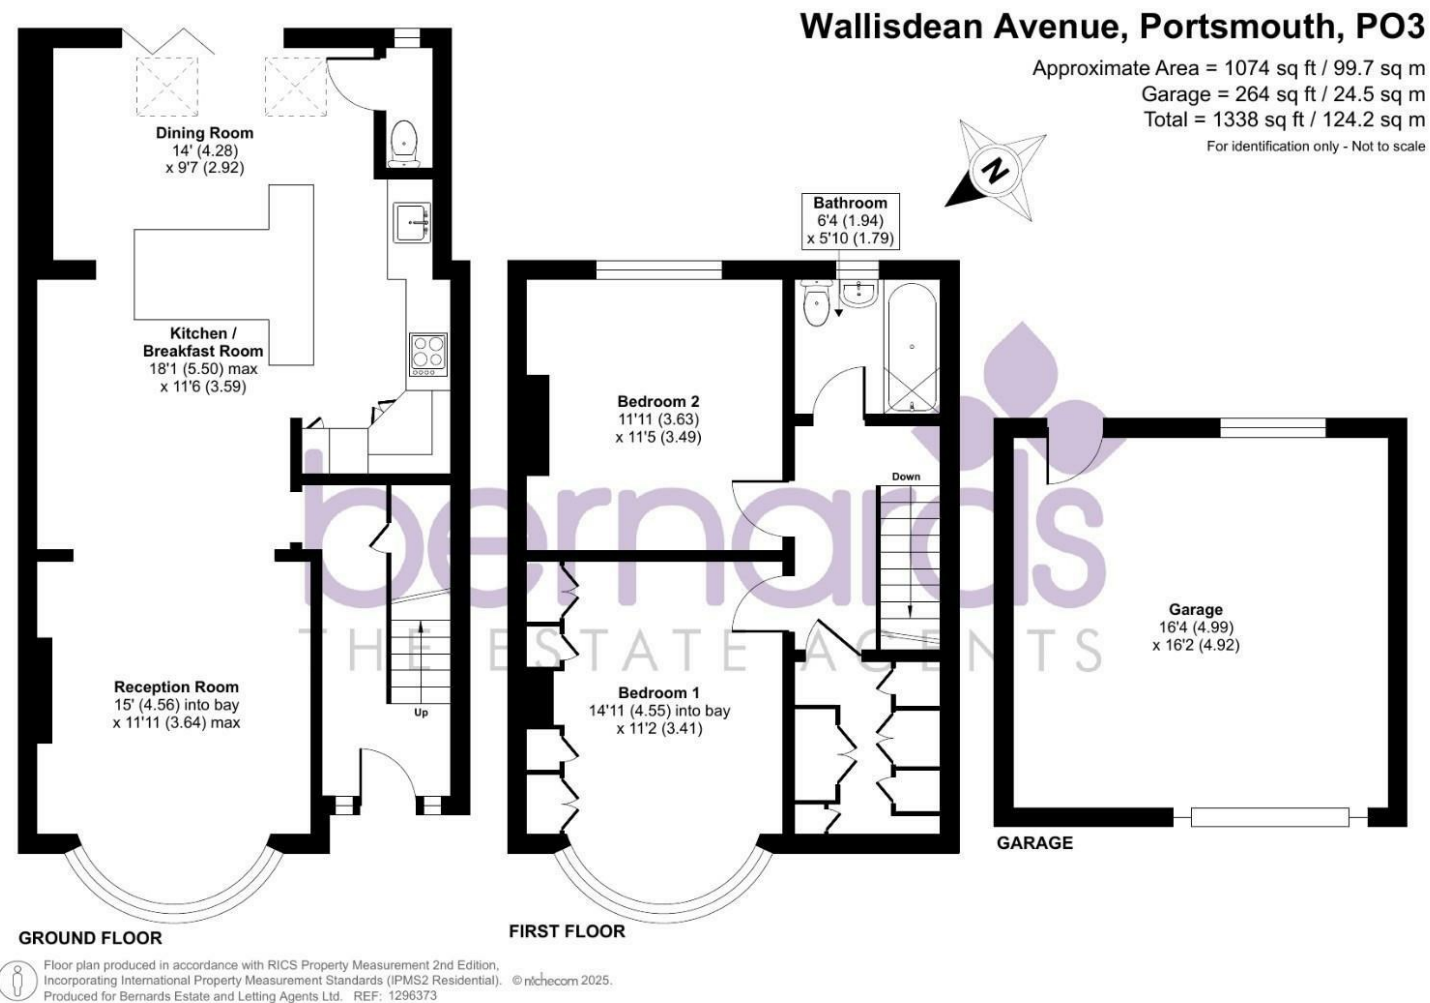 Wallisdean Avenue, Portsmouth, PO3
Approximate Area = 1074 sq ft / 99.7 sq m
Garage = 264 sq ft / 24.5 sq m
Total = 1338 sq ft / 124.2 sq m
For identification only - Not to scale
N
Dining Room
14' (4.28)
x 9'7 (2.92)
Kitchen /
Breakfast Room
18'1 (5.50) max
x 11'6 (3.59)
Reception Room
15' (4.56) into bay
x 11'11 (3.64) max
Up
GROUND FLOOR
Bathroom
6'4 (1.94)
x 5'10 (1.79)
Bedroom 2
11'11 (3.63)
x 11'5 (3.49)
Down
Bedroom 1
14'11 (4.55) into bay
x 11'2 (3.41)
FIRST FLOOR
Garage
16'4 (4.99)
x 16'2 (4.92)
GARAGE
bernards
THE ESTATE AGENTS
Floor plan produced in accordance with RICS Property Measurement 2nd Edition,
Incorporating International Property Measurement Standards (IPMS2 Residential). © nichecom 2025.
Produced for Bernards Estate and Letting Agents Ltd. REF: 1296373